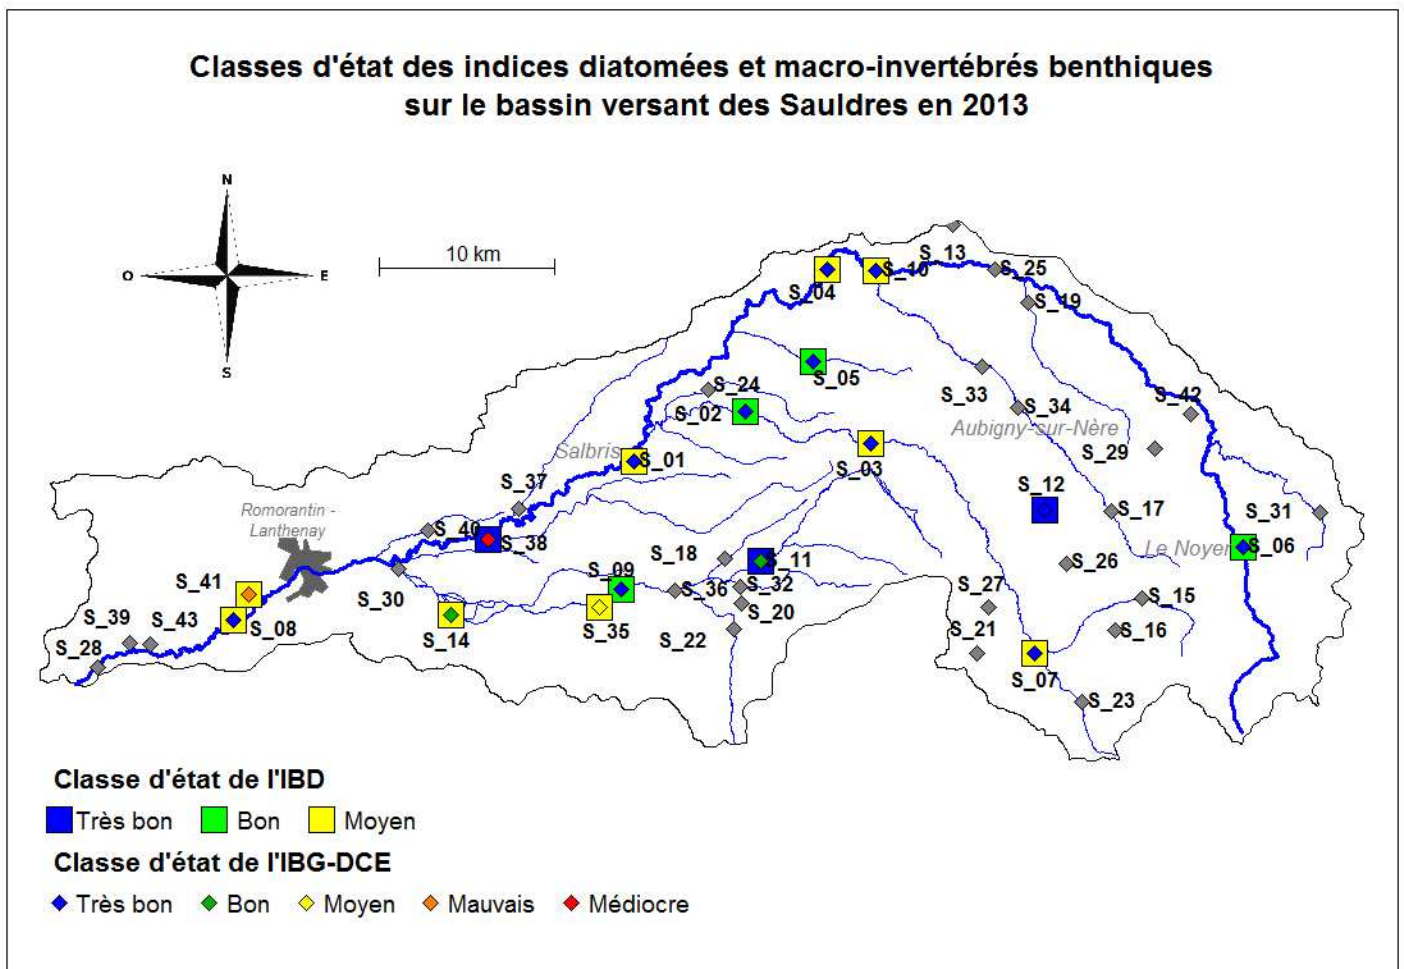 Classes d'état des indices diatomées et macro-invertébrés benthiques
sur le bassin versant des Sauldres en 2013
N
O
E
S
10 km
S_13
S_25
S_10
S_04
S_19
S_05
S_33
S_24
S_02
S_34
S_42
Aubigny-sur-Nère
S_29
Salbris
S_01
S_03
S_37
S_12
S_17
S_31
Romorantin -
Lanthenay
S_40
S_38
S_18
S_11
Le Noyer
S_06
S_26
S_09
S_41
S_36
S_32
S_27
S_15
S_30
S_20
S_39
S_43
S_08
S_14
S_35
S_22
S_21
S_16
S_28
S_07
S_23
Classe d'état de l'IBD
Très bon
Bon
Moyen
Classe d'état de l'IBG-DCE
Très bon
Bon
Moyen
Mauvais
Médiocre